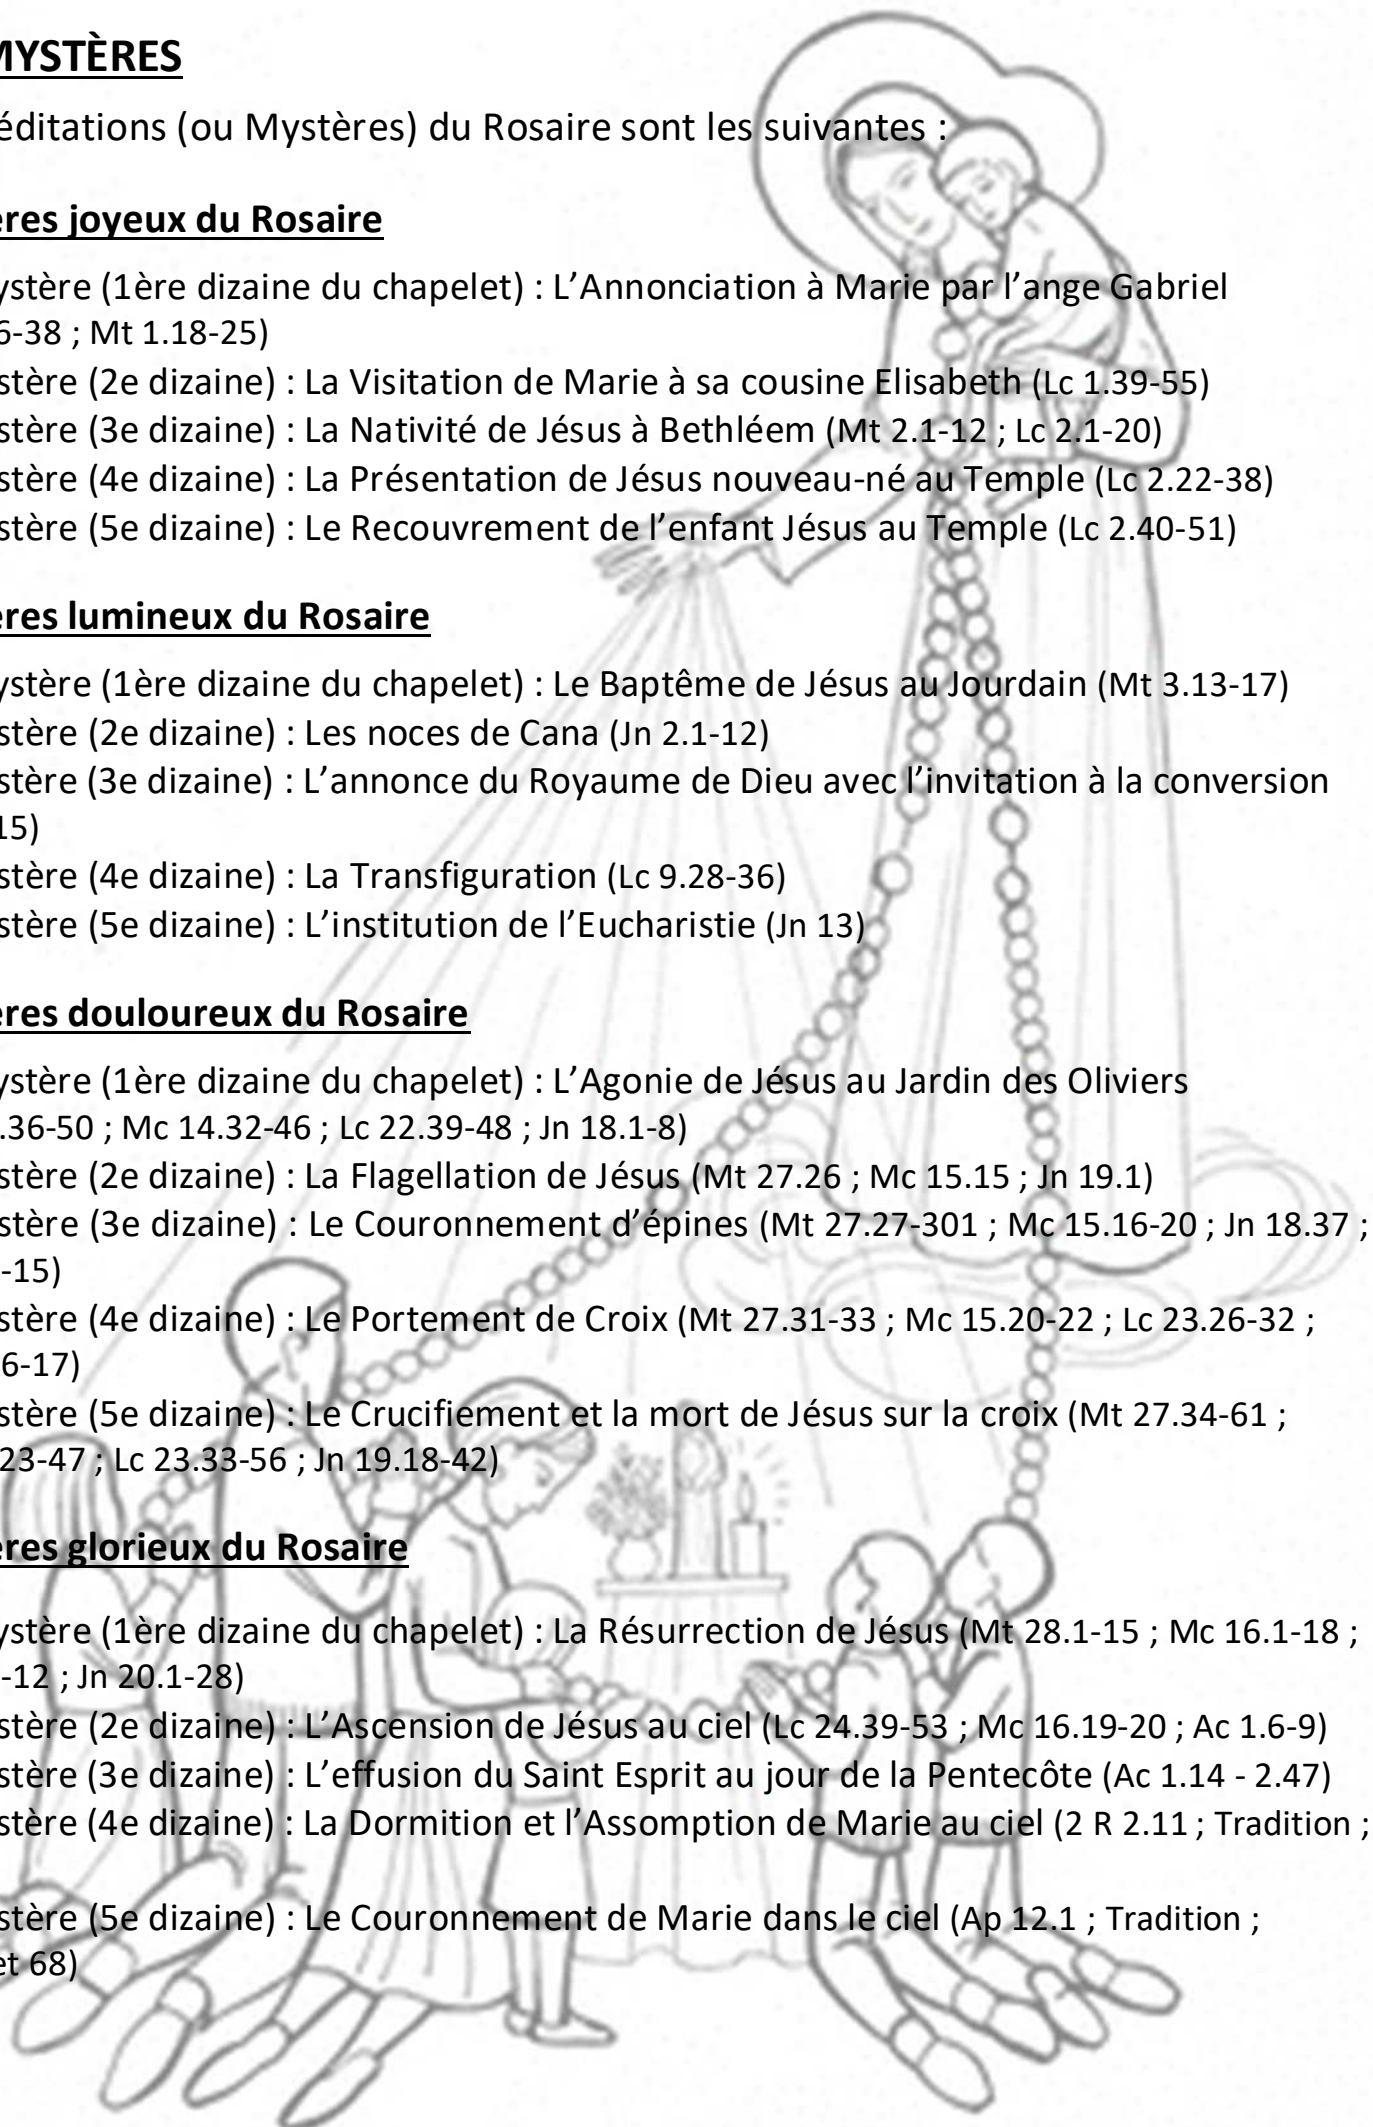 MYSTÈRES
éditations (ou Mystères) du Rosaire sont les suivantes :
ères joyeux du Rosaire
ystère (1ère dizaine du chapelet) : L’Annonciation à Marie par l’ange Gabriel
6-38 ; Mt 1.18-25)
stère (2e dizaine) : La Visitation de Marie à sa cousine Elisabeth (Lc 1.39-55)
stère (3e dizaine) : La Nativité de Jésus à Bethléem (Mt 2.1-12 ; Lc 2.1-20)
stère (4e dizaine) : La Présentation de Jésus nouveau-né au Temple (Lc 2.22-38)
stère (5e dizaine) : Le Recouvrement de l’enfant Jésus au Temple (Lc 2.40-51)
ères lumineux du Rosaire
ystère (1ère dizaine du chapelet) : Le Baptême de Jésus au Jourdain (Mt 3.13-17)
stère (2e dizaine) : Les noces de Cana (Jn 2.1-12)
stère (3e dizaine) : L’annonce du Royaume de Dieu avec l’invitation à la conversion
15)
stère (4e dizaine) : La Transfiguration (Lc 9.28-36)
stère (5e dizaine) : L’institution de l’Eucharistie (Jn 13)
ères douloureux du Rosaire
ystère (1ère dizaine du chapelet) : L’Agonie de Jésus au Jardin des Oliviers
.36-50 ; Mc 14.32-46 ; Lc 22.39-48 ; Jn 18.1-8)
stère (2e dizaine) : La Flagellation de Jésus (Mt 27.26 ; Mc 15.15 ; Jn 19.1)
stère (3e dizaine) : Le Couronnement d’épines (Mt 27.27-301 ; Mc 15.16-20 ; Jn 18.37 ;
-15)
stère (4e dizaine) : Le Portement de Croix (Mt 27.31-33 ; Mc 15.20-22 ; Lc 23.26-32 ;
6-17)
stère (5e dizaine) : Le Crucifiement et la mort de Jésus sur la croix (Mt 27.34-61 ;
23-47 ; Lc 23.33-56 ; Jn 19.18-42)
ères glorieux du Rosaire
ystère (1ère dizaine du chapelet) : La Résurrection de Jésus (Mt 28.1-15 ; Mc 16.1-18 ;
-12 ; Jn 20.1-28)
stère (2e dizaine) : L’Ascension de Jésus au ciel (Lc 24.39-53 ; Mc 16.19-20 ; Ac 1.6-9)
stère (3e dizaine) : L’effusion du Saint Esprit au jour de la Pentecôte (Ac 1.14 - 2.47)
stère (4e dizaine) : La Dormition et l’Assomption de Marie au ciel (2 R 2.11 ; Tradition ;
stère (5e dizaine) : Le Couronnement de Marie dans le ciel (Ap 12.1 ; Tradition ;
et 68)